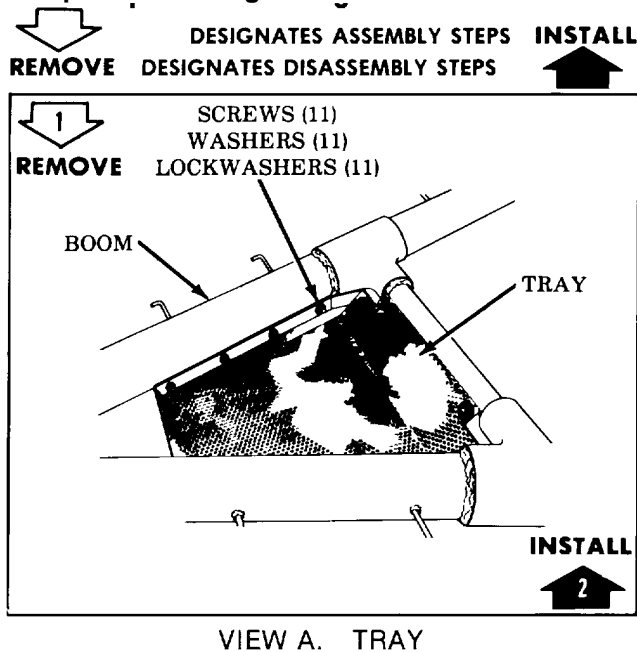 DESIGNATES ASSEMBLY STEPS INSTALL
REMOVE DESIGNATES DISASSEMBLY STEPS
1
REMOVE
SCREWS (11)
WASHERS (11)
LOCKWASHERS (11)
BOOM
TRAY
INSTALL
2
VIEW A. TRAY